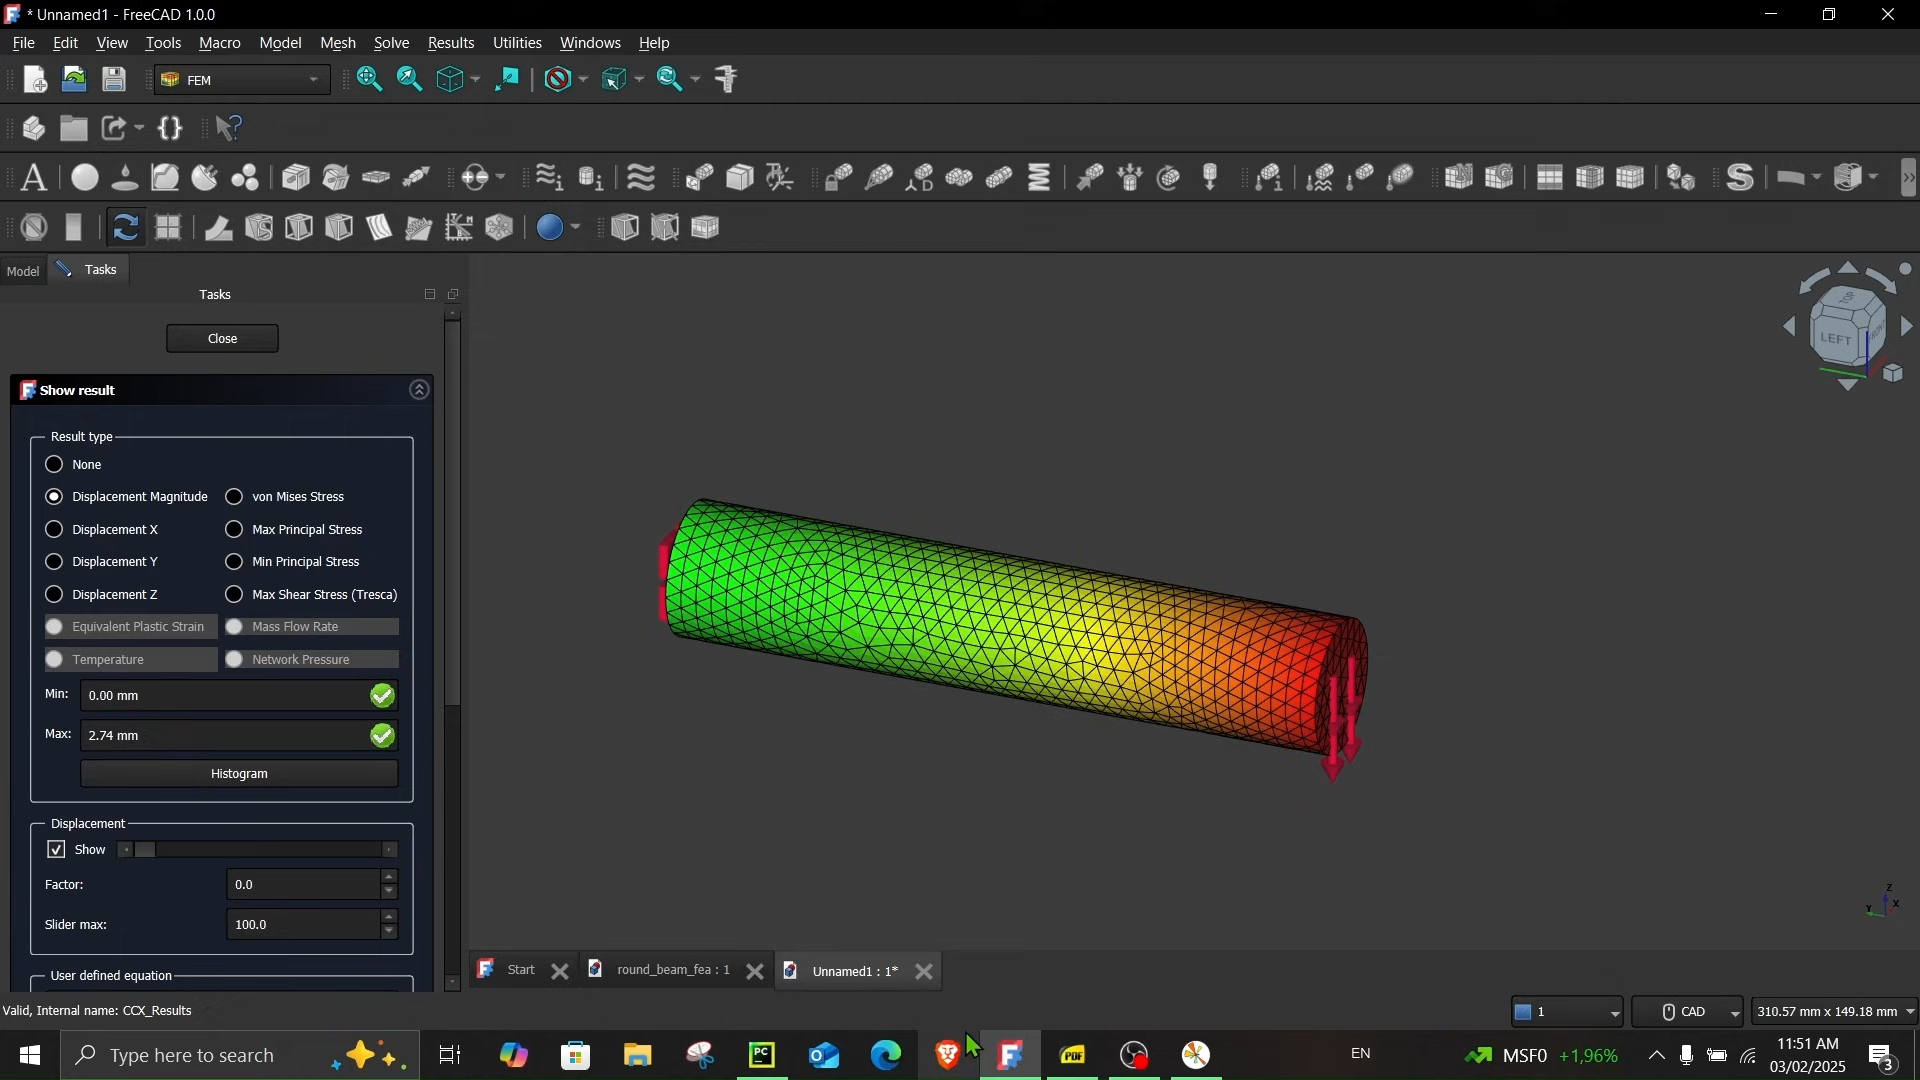 * Unnamed1 - FreeCAD 1.0.0
File Edit View Tools Macro Model Mesh Solve Results Utilities Windows Help
FEM
Model Tasks
Tasks
Close
Show result
Result type
None
Displacement Magnitude von Mises Stress
Displacement X Max Principal Stress
Displacement Y Min Principal Stress
Displacement Z Max Shear Stress (Tresca)
Equivalent Plastic Strain Mass Flow Rate
Temperature Network Pressure
Min: 0.00 mm
Max: 2.74 mm
Histogram
Displacement
Show
Factor: 0.0
Slider max: 100.0
User defined equation
TOP
LEFT
Z
Y X
Start round_beam_fea : 1 Unnamed1 : 1*
Valid, Internal name: CCX_Results
1 CAD 310.57 mm x 149.18 mm
Type here to search
PC
PDF
EN
MSFO +1,96%
11:51 AM
03/02/2025
3